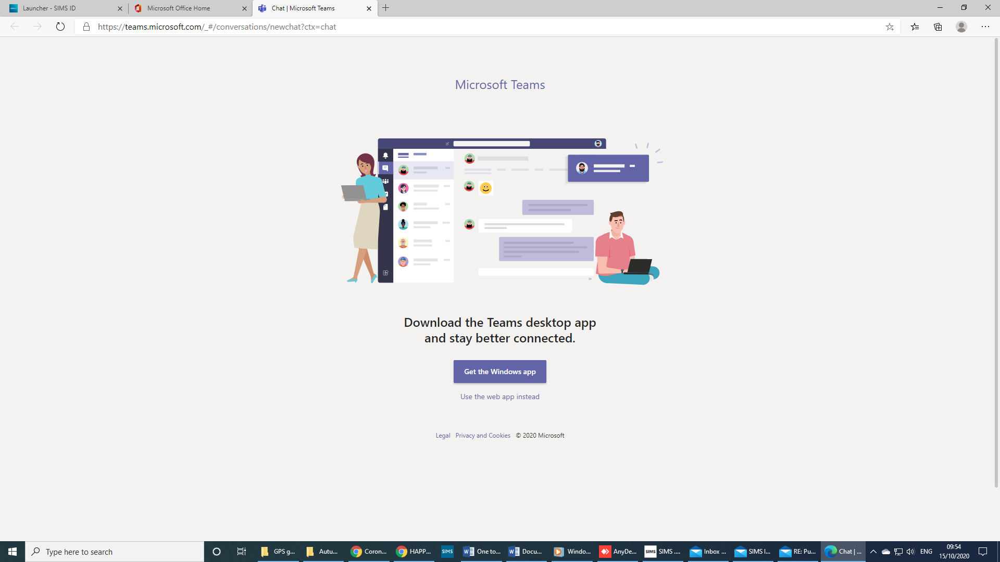 Launcher - SIMS ID
Microsoft Office Home
Chat | Microsoft Teams
https://teams.microsoft.com/_#/conversations/newchat?ctx=chat
Microsoft Teams
Download the Teams desktop app
and stay better connected.
Get the Windows app
Use the web app instead
Legal Privacy and Cookies © 2020 Microsoft
Type here to search
GPS g...
Autu...
Coron...
HAPP...
SIMS
One to...
Docu...
Windo...
AnyDe...
SIMS SIMS ...
Inbox ...
SIMS I...
RE: Pu...
Chat | ...
ENG
09:54
15/10/2020